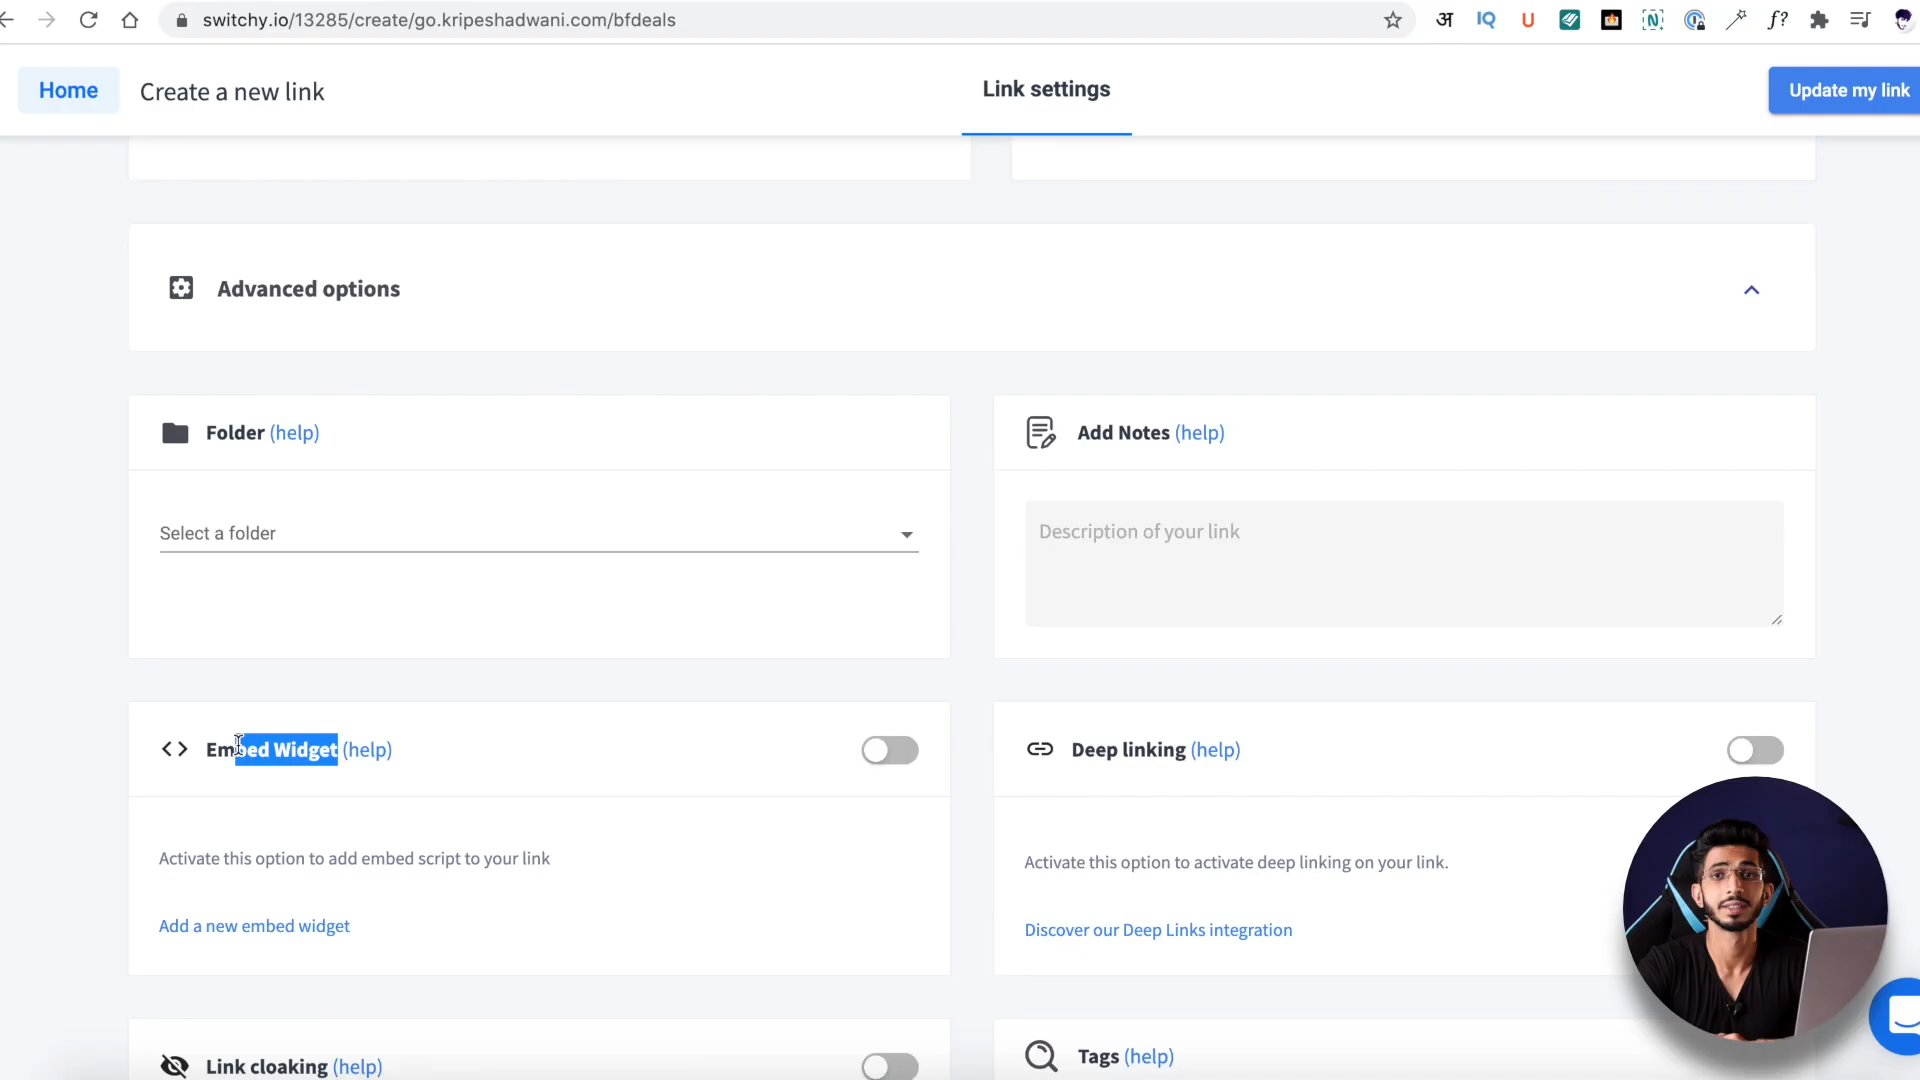 switchy.io/13285/create/go.kripeshadwani.com/bfdeals
अ IQ U N f?
Home Create a new link Link settings Update my link
Advanced options
Folder (help)
Add Notes (help)
Select a folder
Description of your link
Embed Widget (help)
Deep linking (help)
Activate this option to add embed script to your link
Activate this option to activate deep linking on your link.
Add a new embed widget
Discover our Deep Links integration
Link cloaking (help)
Tags (help)